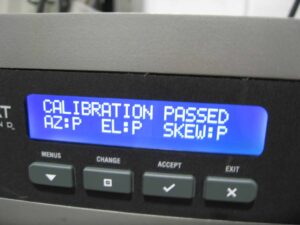 CALIBRATION PASSED
AZ:P EL:P SKEW:P
MENUS CHANGE ACCEPT EXIT